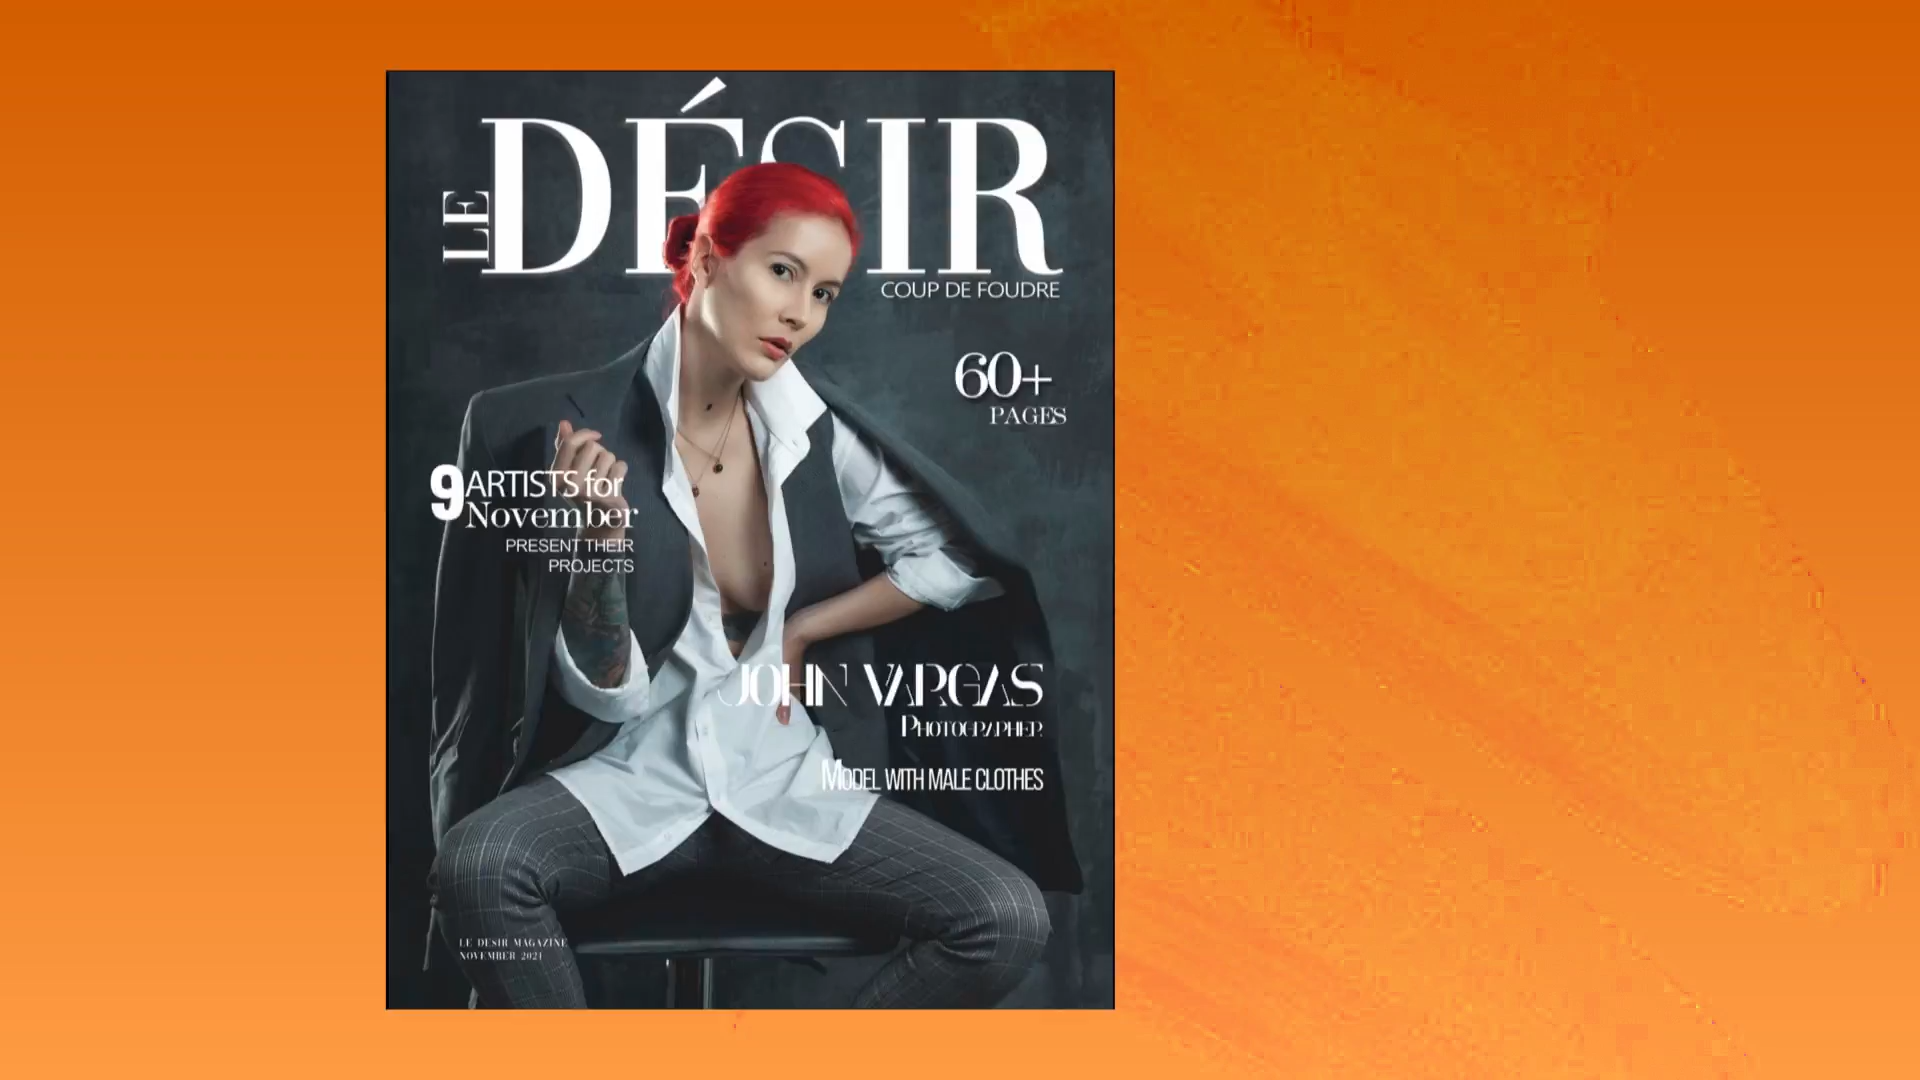 LE
DÉSIR
COUP DE FOUDRE
60+
PAGES
9 ARTISTS for
November
PRESENT THEIR
PROJECTS
JOHN VARGAS
PHOTOGRAPHER
MODEL WITH MALE CLOTHES
LE DESIR MAGAZINE
NOVEMBER 2021